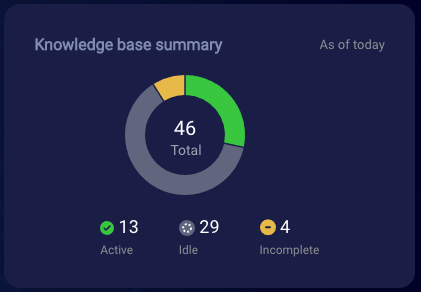 Knowledge base summary As of today
46
Total
13 29 4
Active Idle Incomplete